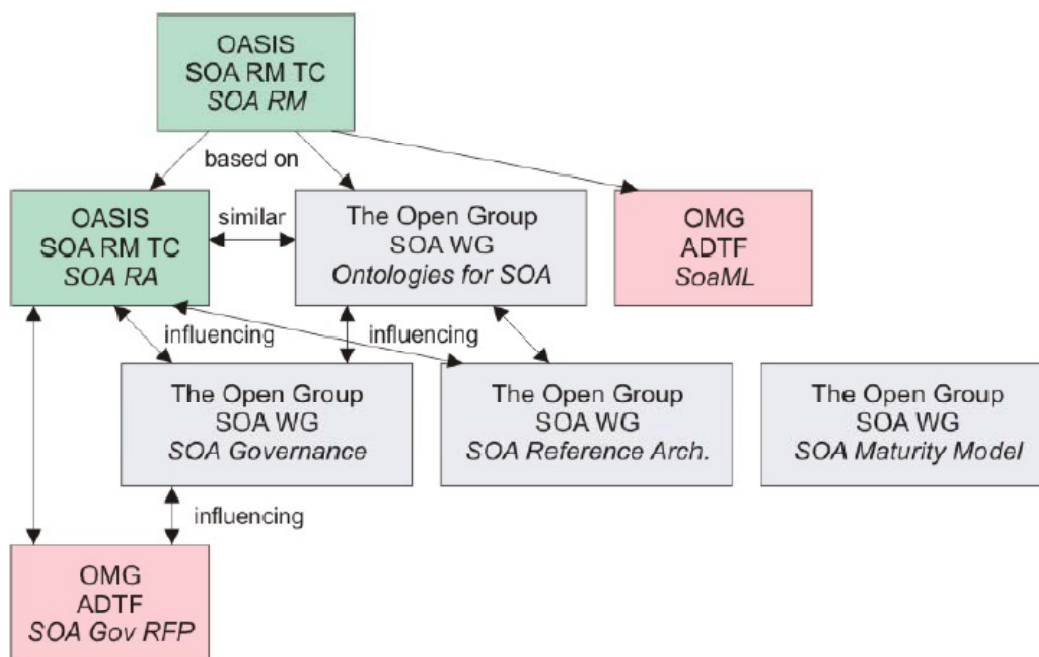 OASIS
SOA RM TC
SOA RM
based on
OASIS
SOA RM TC
SOA RA
similar
The Open Group
SOA WG
Ontologies for SOA
OMG
ADTF
SoaML
influencing
influencing
The Open Group
SOA WG
SOA Governance
The Open Group
SOA WG
SOA Reference Arch.
The Open Group
SOA WG
SOA Maturity Model
influencing
OMG
ADTF
SOA Gov RFP